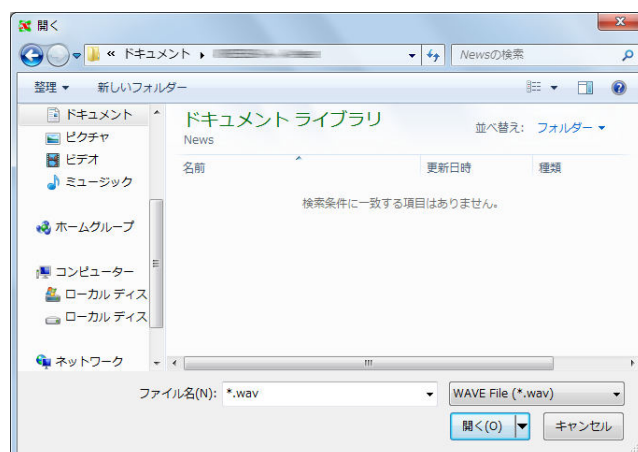 開く
« ドキュメント
Newsの検索
整理 新しいフォルダー
ドキュメント
ピクチャ
ビデオ
ミュージック
ホームグループ
コンピューター
ローカル ディス
ローカル ディス
ネットワーク
ドキュメント ライブラリ
News
並べ替え: フォルダー
名前 更新日時 種類
検索条件に一致する項目はありません。
ファイル名(N): *.wav WAVE File (*.wav)
開く(O) キャンセル